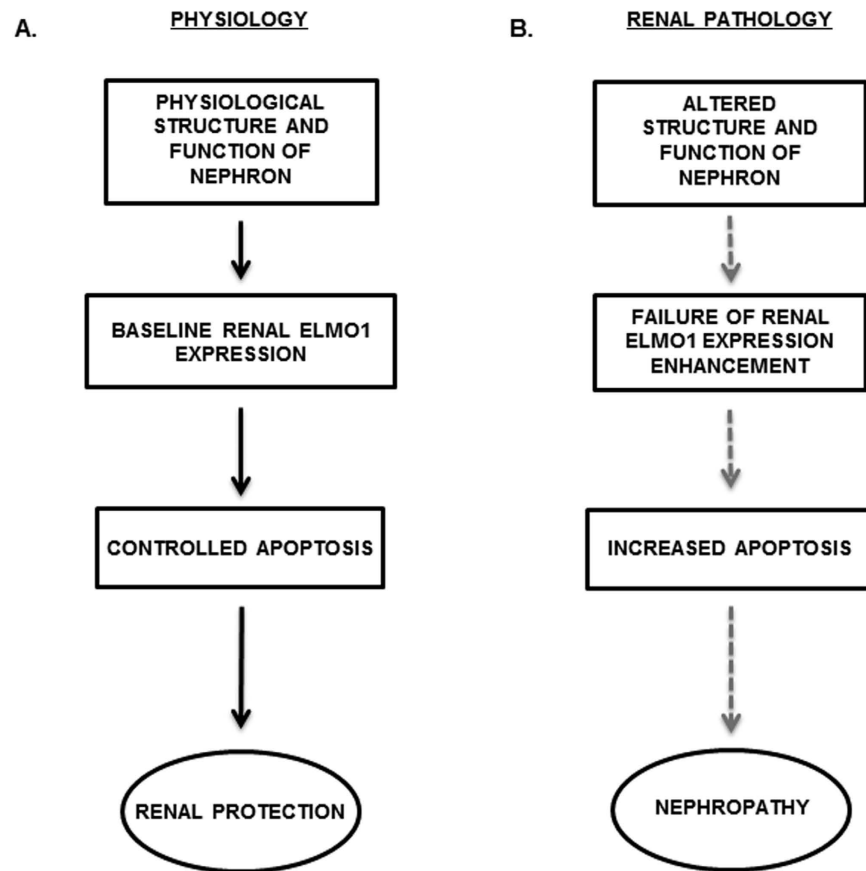 A.
PHYSIOLOGY
PHYSIOLOGICAL
STRUCTURE AND
FUNCTION OF
NEPHRON
BASELINE RENAL ELMO1
EXPRESSION
CONTROLLED APOPTOSIS
RENAL PROTECTION
B.
RENAL PATHOLOGY
ALTERED
STRUCTURE AND
FUNCTION OF
NEPHRON
FAILURE OF RENAL
ELMO1 EXPRESSION
ENHANCEMENT
INCREASED APOPTOSIS
NEPHROPATHY